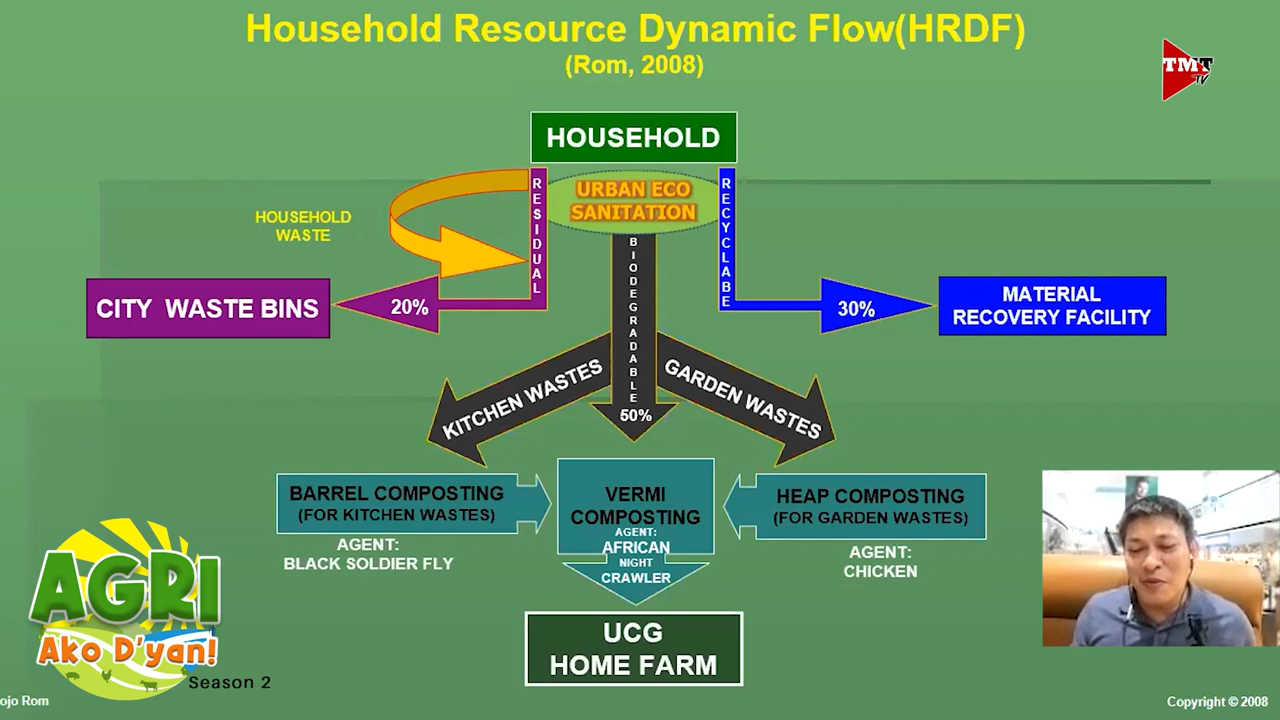 Household Resource Dynamic Flow(HRDF)
(Rom, 2008)
TMT
TV
HOUSEHOLD
URBAN ECO
SANITATION
RESIDUAL
RECYCLABE
BIODEGRADABLE
HOUSEHOLD
WASTE
CITY WASTE BINS
20%
30%
MATERIAL
RECOVERY FACILITY
KITCHEN WASTES
GARDEN WASTES
50%
BARREL COMPOSTING
(FOR KITCHEN WASTES)
AGENT:
BLACK SOLDIER FLY
VERMI
COMPOSTING
AGENT:
AFRICAN
NIGHT
CRAWLER
HEAP COMPOSTING
(FOR GARDEN WASTES)
AGENT:
CHICKEN
UCG
HOME FARM
AGRI
Ako D'yan!
Season 2
ojo Rom
Copyright © 2008